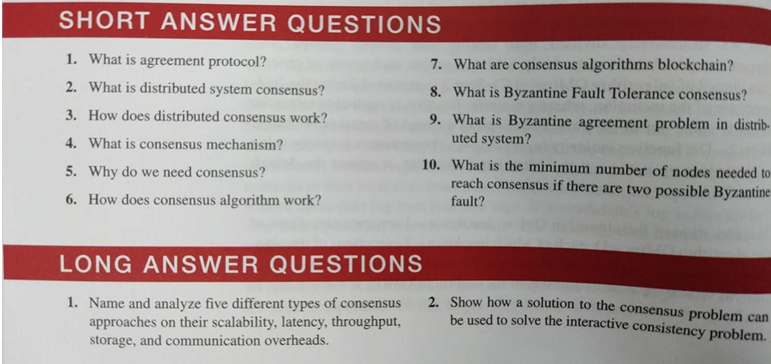 SHORT ANSWER QUESTIONS
1. What is agreement protocol?
2. What is distributed system consensus?
3. How does distributed consensus work?
4. What is consensus mechanism?
5. Why do we need consensus?
6. How does consensus algorithm work?
7. What are consensus algorithms blockchain?
8. What is Byzantine Fault Tolerance consensus?
9. What is Byzantine agreement problem in distrib-
uted system?
10. What is the minimum number of nodes needed to
reach consensus if there are two possible Byzantine
fault?
LONG ANSWER QUESTIONS
1. Name and analyze five different types of consensus
approaches on their scalability, latency, throughput,
storage, and communication overheads.
2. Show how a solution to the consensus problem can
be used to solve the interactive consistency problem.